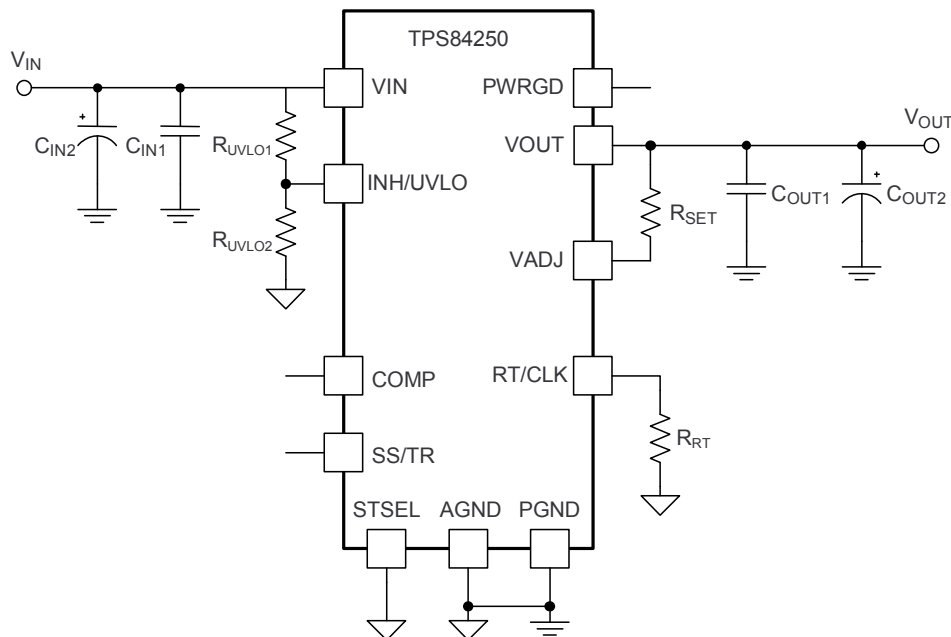 TPS84250
VIN
VIN
PWRGD
VOUT
VOUT
CIN2
CIN1
RUVLO1
INH/UVLO
RSET
COUT1
COUT2
RUVLO2
VADJ
COMP
RT/CLK
RRT
SS/TR
STSEL
AGND
PGND